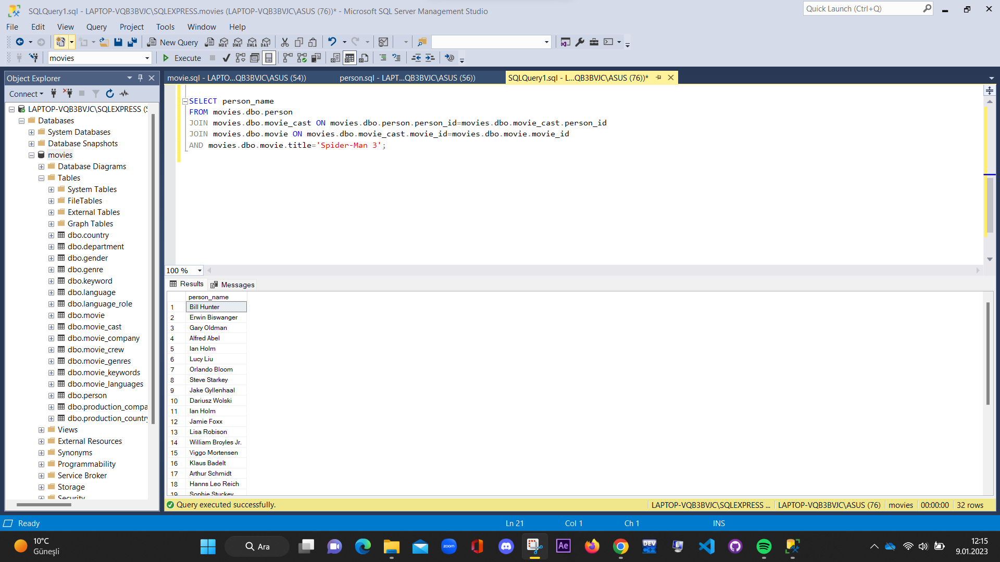 SQLQuery1.sql - LAPTOP-VQB3BVJC\SQLEXPRESS.movies (LAPTOP-VQB3BVJC\ASUS (76))* - Microsoft SQL Server Management Studio
Quick Launch (Ctrl+Q)
File Edit View Query Project Tools Window Help
New Query MDX DMX XMLA DAX
movies Execute
Object Explorer
movie.sql - LAPTO...QB3BVJC\ASUS (54))
person.sql - LAPT...QB3BVJC\ASUS (56))
SQLQuery1.sql - L...QB3BVJC\ASUS (76))*
Connect
LAPTOP-VQB3BVJC\SQLEXPRESS (S
Databases
System Databases
Database Snapshots
movies
Database Diagrams
Tables
System Tables
FileTables
External Tables
Graph Tables
dbo.country
dbo.department
dbo.gender
dbo.genre
dbo.keyword
dbo.language
dbo.language_role
dbo.movie
dbo.movie_cast
dbo.movie_company
dbo.movie_crew
dbo.movie_genres
dbo.movie_keywords
dbo.movie_languages
dbo.person
dbo.production_compa
dbo.production_country
Views
External Resources
Synonyms
Programmability
Service Broker
Storage
Security
SELECT person_name
FROM movies.dbo.person
JOIN movies.dbo.movie_cast ON movies.dbo.person.person_id=movies.dbo.movie_cast.person_id
JOIN movies.dbo.movie ON movies.dbo.movie_cast.movie_id=movies.dbo.movie.movie_id
AND movies.dbo.movie.title='Spider-Man 3';
100 %
Results Messages
person_name
1 Bill Hunter
2 Erwin Biswanger
3 Gary Oldman
4 Alfred Abel
5 Ian Holm
6 Lucy Liu
7 Orlando Bloom
8 Steve Starkey
9 Jake Gyllenhaal
10 Dariusz Wolski
11 Ian Holm
12 Jamie Foxx
13 Lisa Robison
14 William Broyles Jr.
15 Viggo Mortensen
16 Klaus Badelt
17 Arthur Schmidt
18 Hanns Leo Reich
19 Sophie Stuckey
Query executed successfully.
LAPTOP-VQB3BVJC\SQLEXPRESS ... LAPTOP-VQB3BVJC\ASUS (76) movies 00:00:00 32 rows
Ready Ln 21 Col 1 Ch 1 INS
10°C
Güneşli
Ara
zoom
Ae
DEV
12:15
9.01.2023